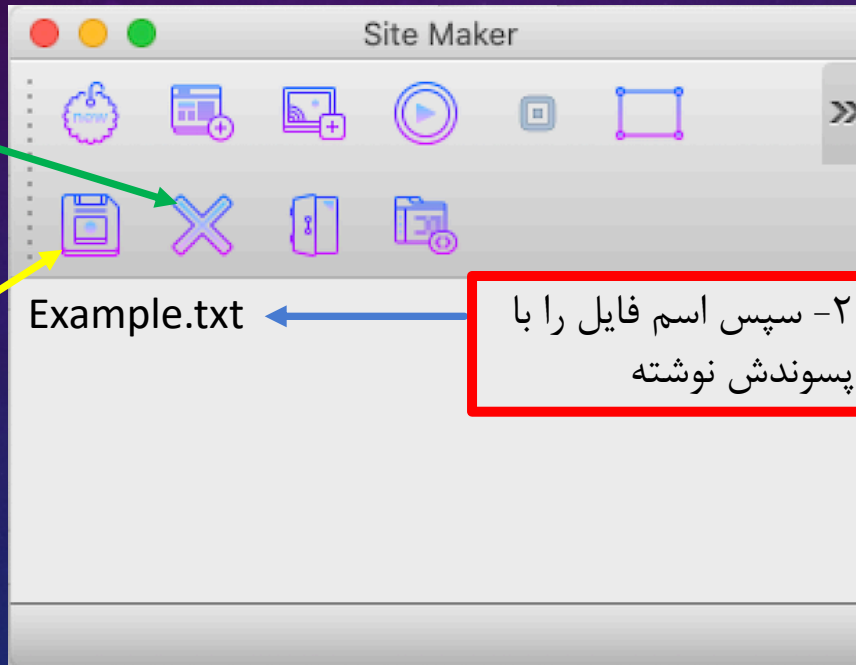 Site Maker
now
Example.txt
۲- سپس اسم فایل را با
پسوندش نوشته